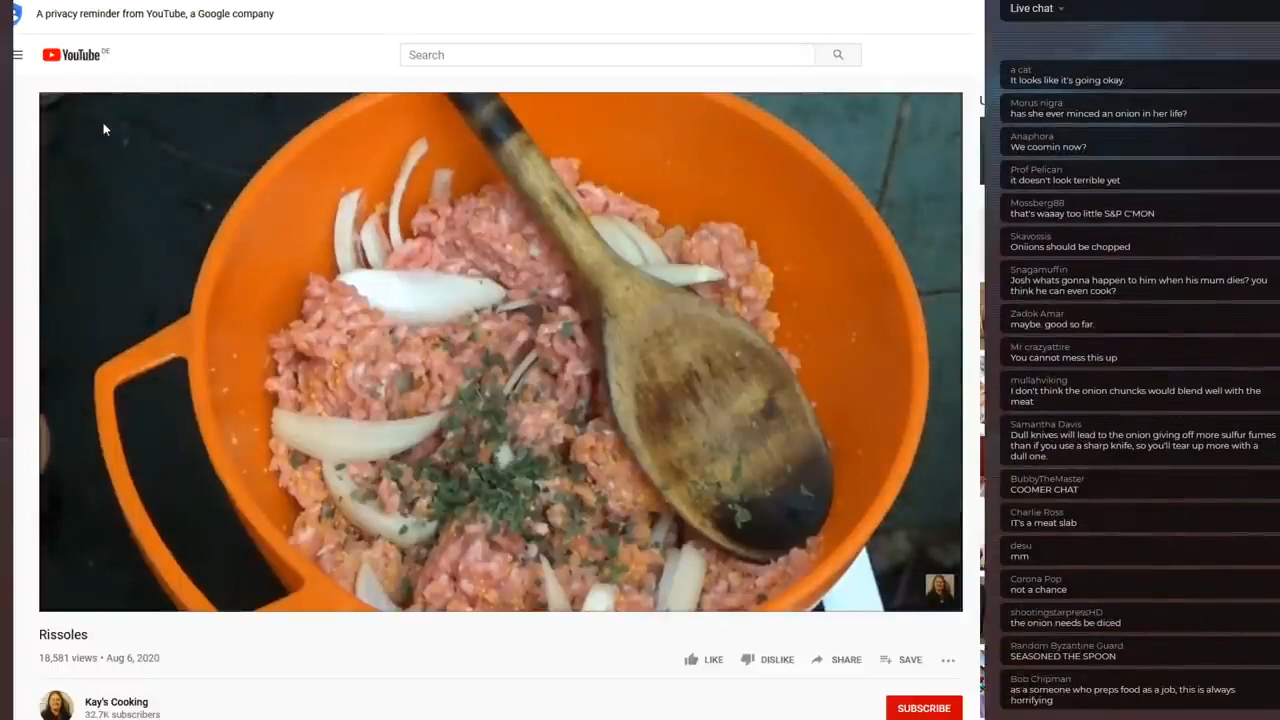 A privacy reminder from YouTube, a Google company
YouTube DE
Search
Rissoles
18,581 views • Aug 6, 2020
LIKE
DISLIKE
SHARE
SAVE
Kay's Cooking
32.7K subscribers
SUBSCRIBE
Live chat
a cat
It looks like it's going okay.
Morus nigra
has she ever minced an onion in her life?
Anaphora
We coomin now?
Prof Pelican
it doesn't look terrible yet
Mossberg88
that's waaay too little S&P C'MON
Skavossis
Oniions should be chopped
Snagamuffin
Josh whats gonna happen to him when his mum dies? you
think he can even cook?
Zadok Amar
maybe. good so far.
Mr crazyattire
You cannot mess this up
mullahviking
I don't think the onion chuncks would blend well with the
meat
Samantha Davis
Dull knives will lead to the onion giving off more sulfur fumes
than if you use a sharp knife, so you'll tear up more with a
dull one.
BubbyTheMaster
COOMER CHAT
Charlie Ross
IT's a meat slab
desu
mm
Corona Pop
not a chance
shootingstarpressHD
the onion needs be diced
Random Byzantine Guard
SEASONED THE SPOON
Bob Chipman
as a someone who preps food as a job, this is always
horrifying